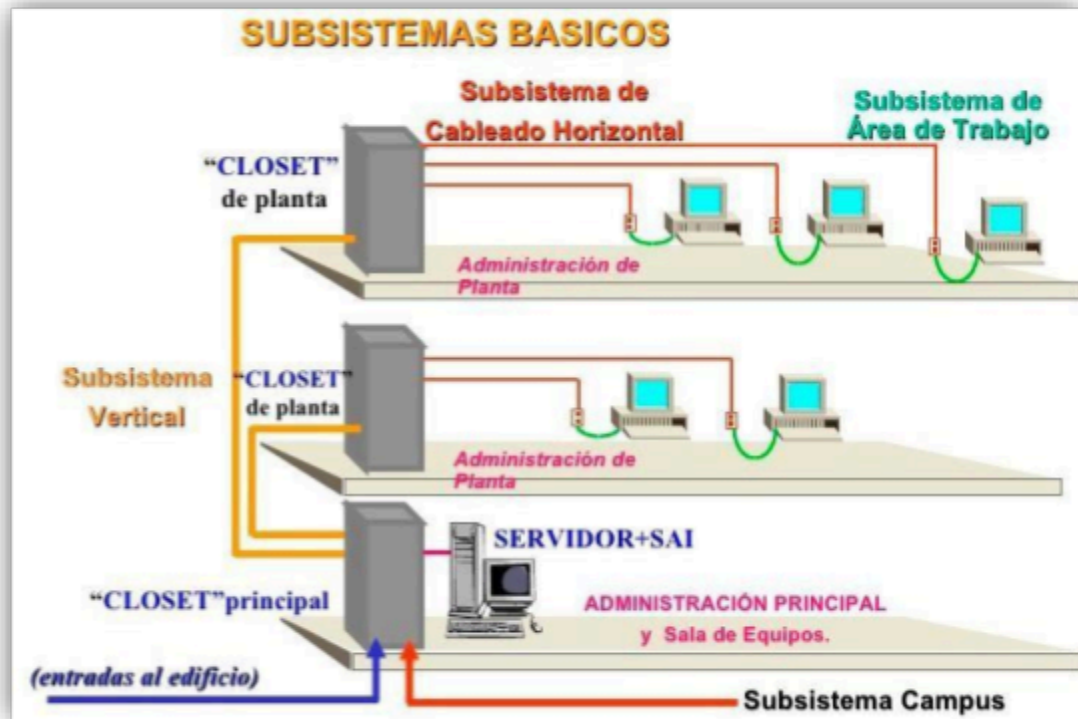 SUBSISTEMAS BASICOS
Subsistema de
Cableado Horizontal
Subsistema de
Área de Trabajo
“CLOSET”
de planta
Administración de
Planta
Subsistema
Vertical
“CLOSET”
de planta
Administración de
Planta
SERVIDOR+SAI
“CLOSET”principal
ADMINISTRACIÓN PRINCIPAL
y Sala de Equipos.
(entradas al edificio)
Subsistema Campus